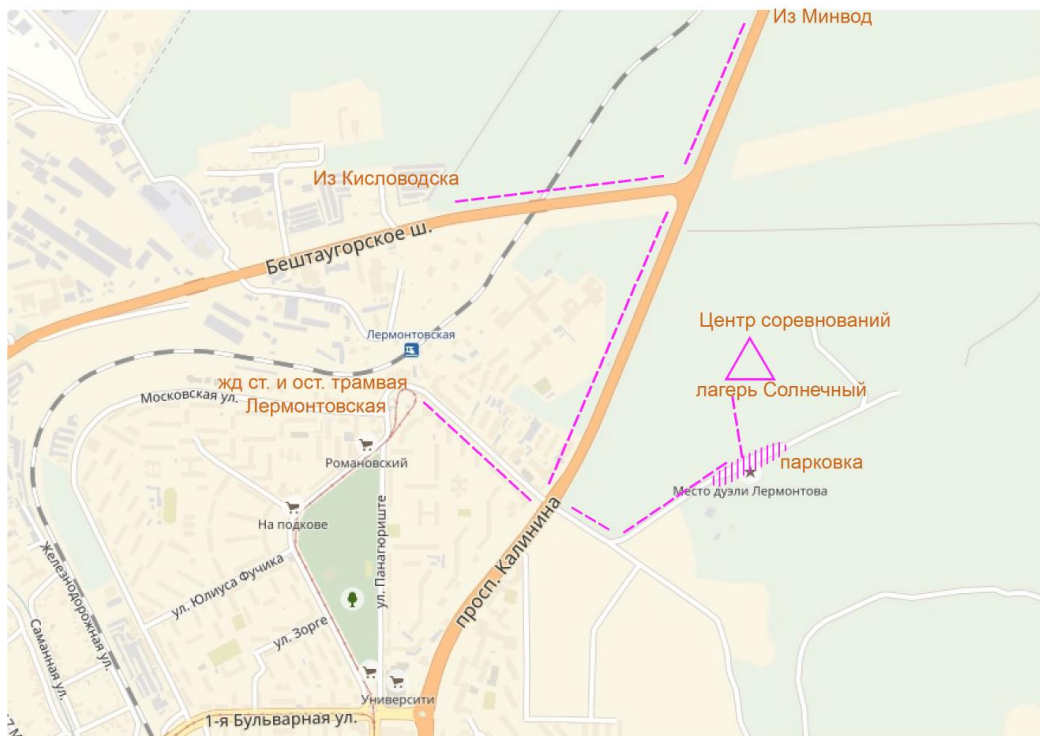 Из Минвод
Из Кисловодска
Бештаугорское ш.
Центр соревнований
Лермонтовская
жд ст. и ост. трамвая
Лермонтовская
лагерь Солнечный
Московская ул.
Романовский
парковка
Место дуэли Лермонтова
На подкове
ул. Панагюриште
просп. Калинина
Железнодорожная ул.
ул. Юлиуса Фучика
Саманная ул.
ул. Зорге
Университи
1-я Бульварная ул.